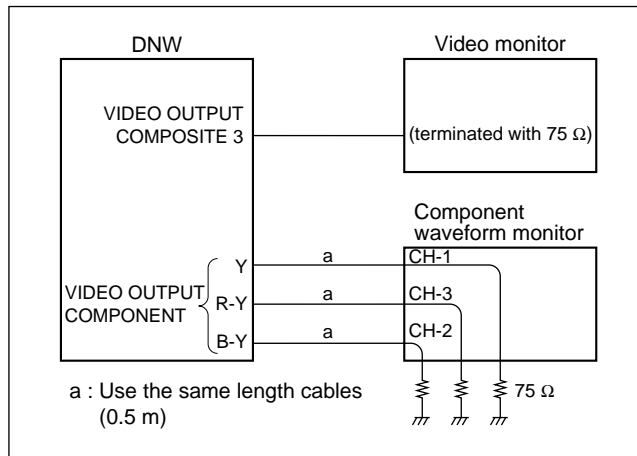 DNW
Video monitor
VIDEO OUTPUT
COMPOSITE 3
(terminated with 75 Ω)
Component
waveform monitor
VIDEO OUTPUT
COMPONENT
Y
a
CH-1
R-Y
a
CH-3
B-Y
a
CH-2
75 Ω
a : Use the same length cables
(0.5 m)